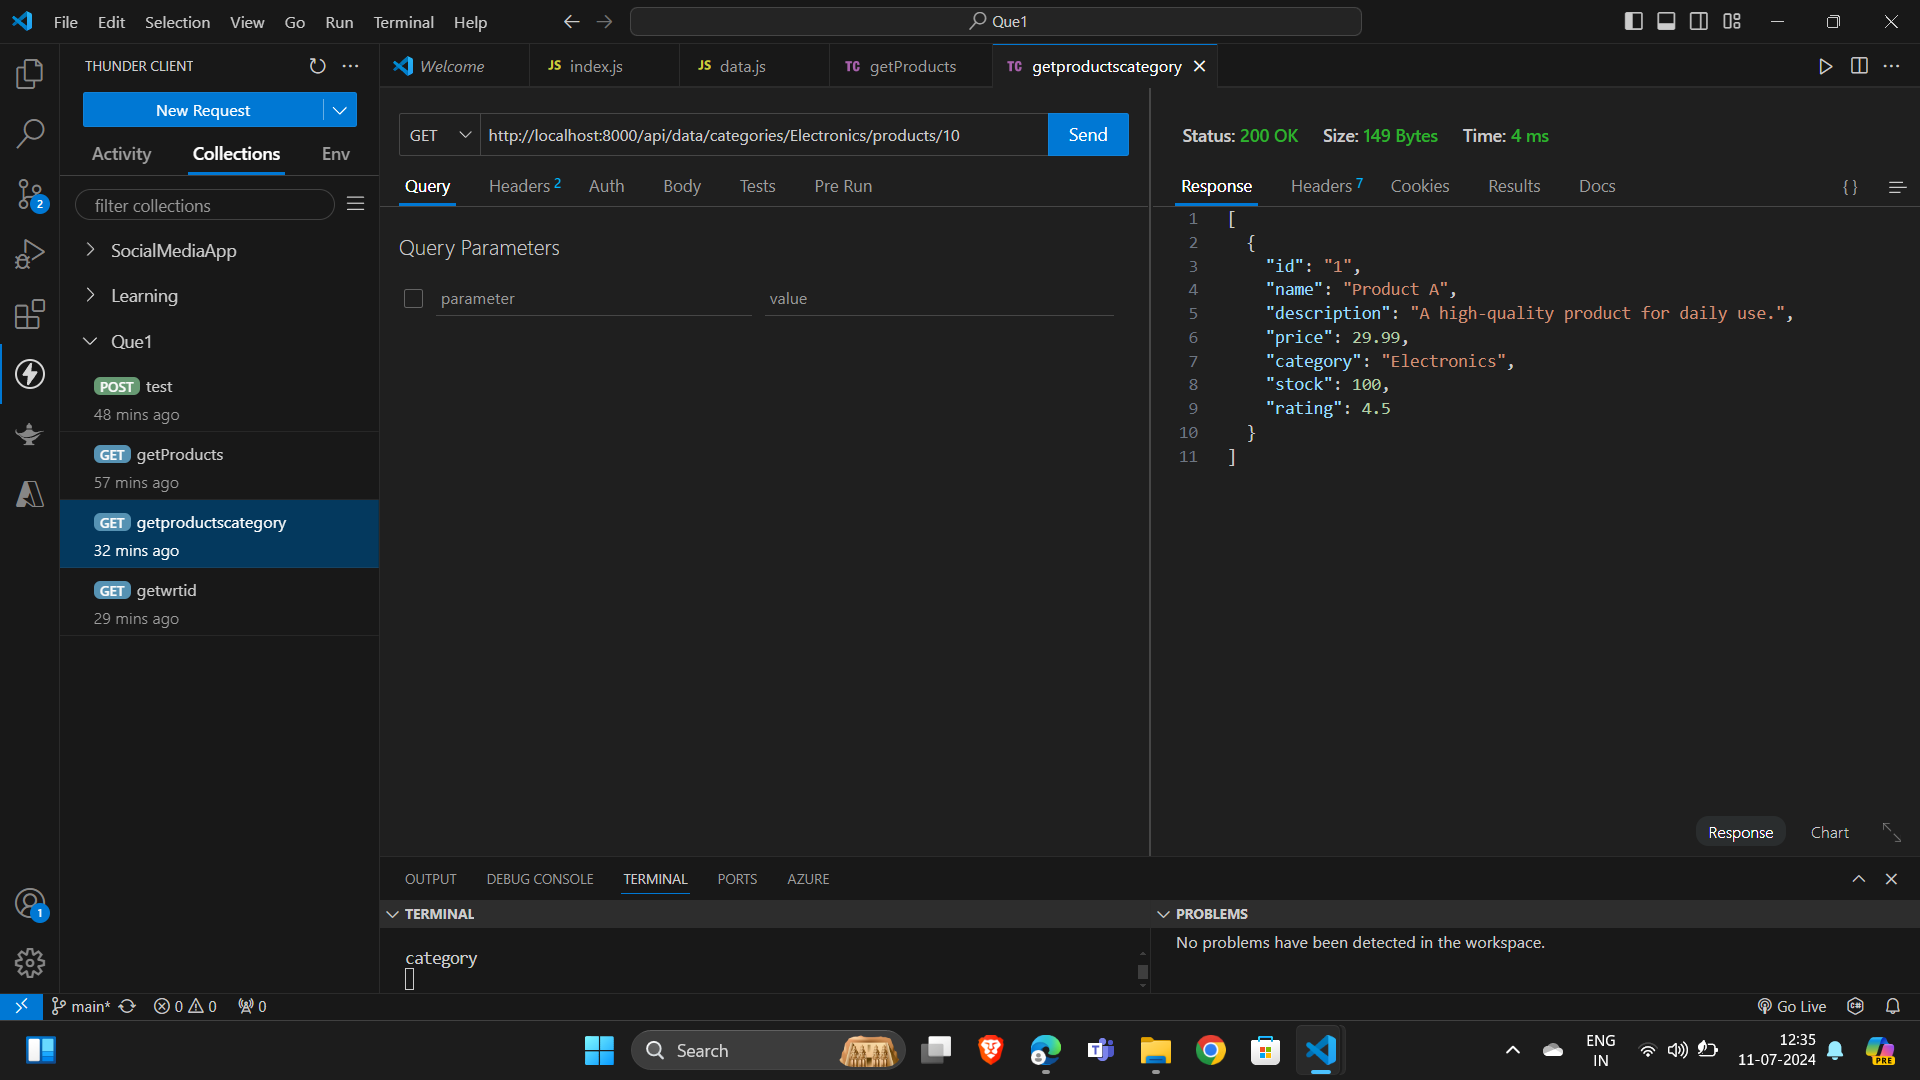 File Edit Selection View Go Run Terminal Help
Que1
THUNDER CLIENT
New Request
Activity Collections Env
filter collections
SocialMediaApp
Learning
Que1
POST test
48 mins ago
GET getProducts
57 mins ago
GET getproductscategory
32 mins ago
GET getwrtid
29 mins ago
2
1
Welcome
JS index.js
JS data.js
TC getProducts
TC getproductscategory
GET http://localhost:8000/api/data/categories/Electronics/products/10 Send
Query Headers 2 Auth Body Tests Pre Run
Query Parameters
parameter value
Status: 200 OK Size: 149 Bytes Time: 4 ms
Response Headers 7 Cookies Results Docs {}
1 [
2 {
3 "id": "1",
4 "name": "Product A",
5 "description": "A high-quality product for daily use.",
6 "price": 29.99,
7 "category": "Electronics",
8 "stock": 100,
9 "rating": 4.5
10 }
11 ]
Response Chart
OUTPUT DEBUG CONSOLE TERMINAL PORTS AZURE
TERMINAL
category
PROBLEMS
No problems have been detected in the workspace.
main* 0 0 0
Go Live
Search
ENG
IN
12:35
11-07-2024
PRE